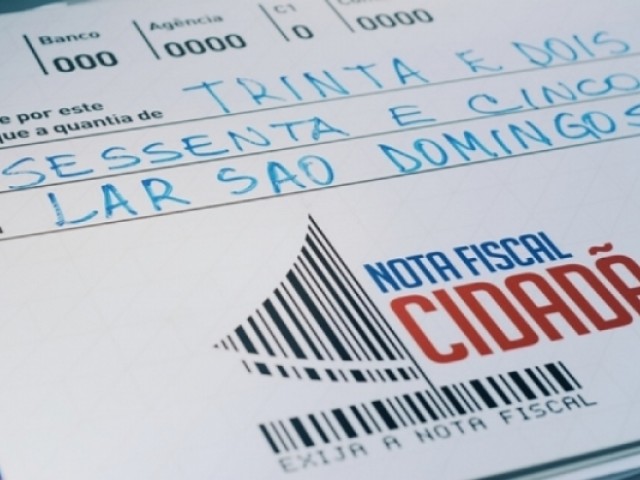 Banco Agência C1
000 0000 0 0000
e por este
que a quantia de TRINTA E DOIS
SESSENTA E CINCO
LAR SAO DOMINGOS
NOTA FISCAL
CIDADÃ
EXIJA A NOTA FISCAL